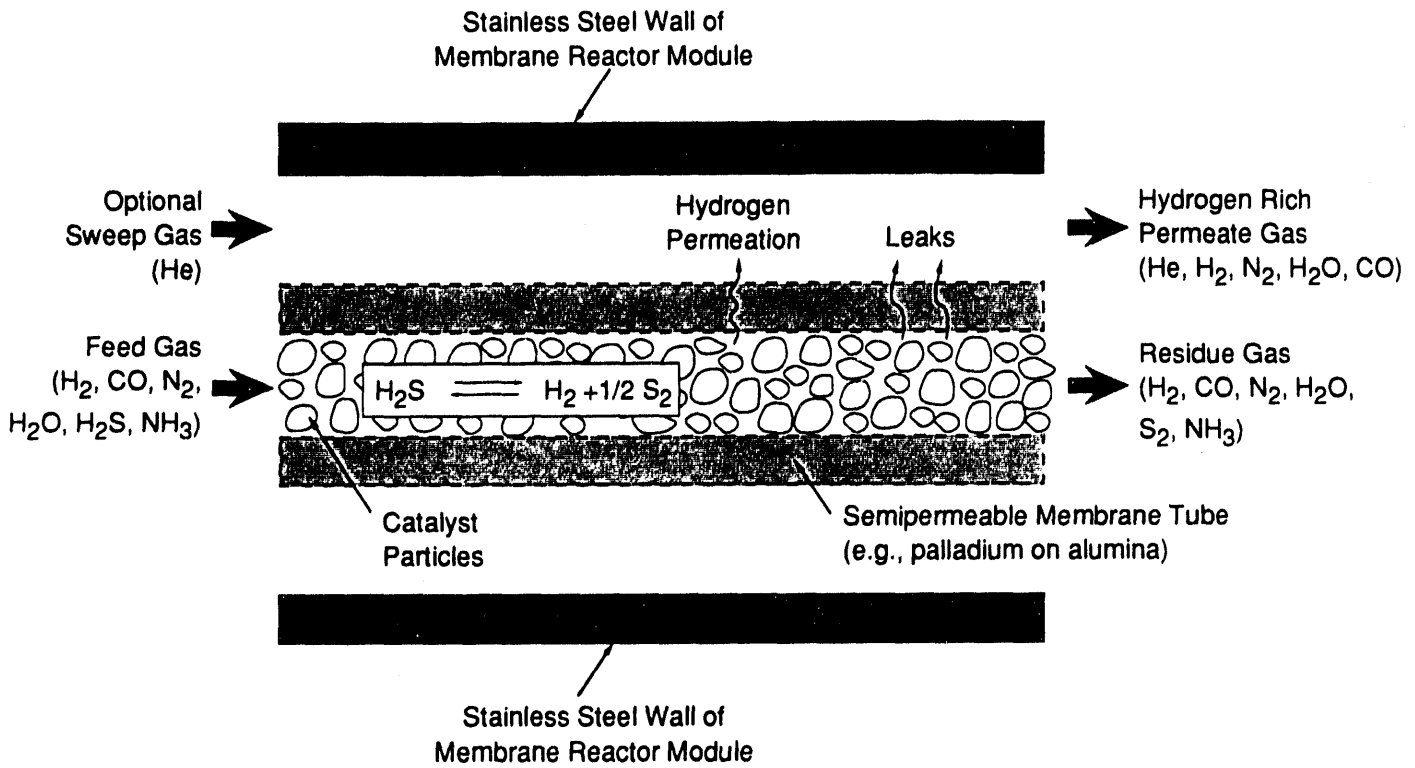 Stainless Steel Wall of
Membrane Reactor Module
Optional
Sweep Gas
(He)
Hydrogen
Permeation
Leaks
Hydrogen Rich
Permeate Gas
(He, H₂, N₂, H₂O, CO)
Feed Gas
(H₂, CO, N₂,
H₂O, H₂S, NH₃)
H₂S ⇌ H₂ +1/2 S₂
Residue Gas
(H₂, CO, N₂, H₂O,
S₂, NH₃)
Catalyst
Particles
Semipermeable Membrane Tube
(e.g., palladium on alumina)
Stainless Steel Wall of
Membrane Reactor Module